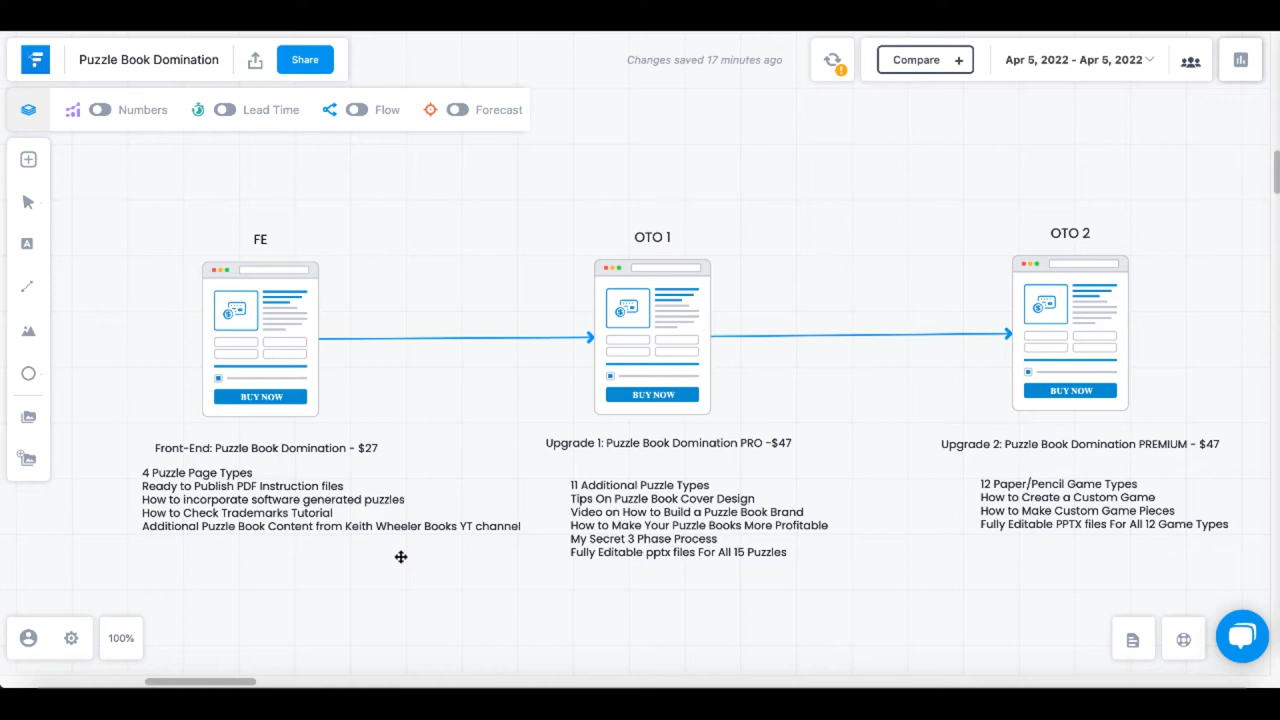 Puzzle Book Domination
Share
Changes saved 17 minutes ago
Compare +
Apr 5, 2022 - Apr 5, 2022
Numbers
Lead Time
Flow
Forecast
FE
OTO 1
OTO 2
BUY NOW
BUY NOW
BUY NOW
Front-End: Puzzle Book Domination - $27
4 Puzzle Page Types
Ready to Publish PDF Instruction files
How to incorporate software generated puzzles
How to Check Trademarks Tutorial
Additional Puzzle Book Content from Keith Wheeler Books YT channel
Upgrade 1: Puzzle Book Domination PRO -$47
11 Additional Puzzle Types
Tips On Puzzle Book Cover Design
Video on How to Build a Puzzle Book Brand
How to Make Your Puzzle Books More Profitable
My Secret 3 Phase Process
Fully Editable pptx files For All 15 Puzzles
Upgrade 2: Puzzle Book Domination PREMIUM - $47
12 Paper/Pencil Game Types
How to Create a Custom Game
How to Make Custom Game Pieces
Fully Editable PPTX files For All 12 Game Types
100%